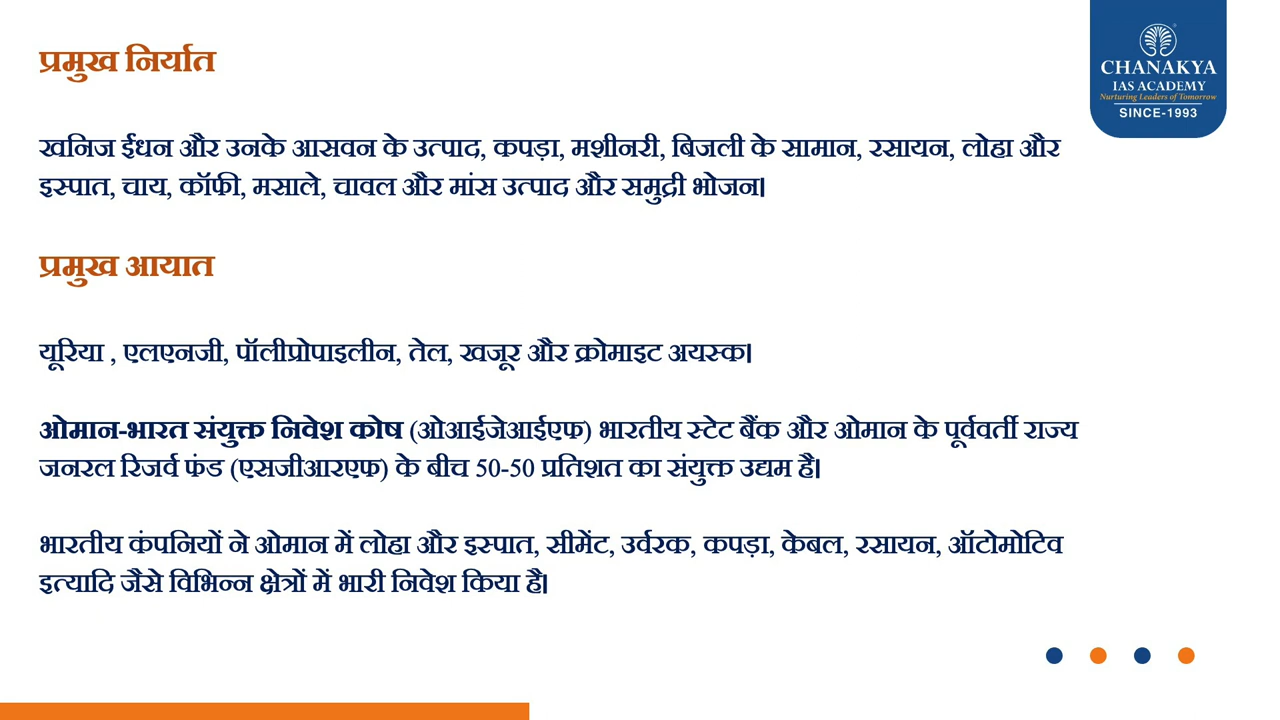 प्रमुख निर्यात
CHANAKYA
IAS ACADEMY
Nurturing Leaders of Tomorrow
SINCE-1993
खनिज ईधन और उनके आसवन के उत्पाद, कपड़ा, मशीनरी, बिजली के सामान, रसायन, लोहा और
इस्पात, चाय, कॉफी, मसाले, चावल और मांस उत्पाद और समुद्री भोजन।
प्रमुख आयात
यूरिया , एलएनजी, पॉलीप्रोपाइलीन, तेल, खजूर और क्रोमाइट अयस्क।
ओमान-भारत संयुक्त निवेश कोष (ओआईजेआईएफ) भारतीय स्टेट बैंक और ओमान के पूर्ववर्ती राज्य
जनरल रिजर्व फंड (एसजीआरएफ) के बीच 50-50 प्रतिशत का संयुक्त उद्यम है।
भारतीय कंपनियों ने ओमान में लोहा और इस्पात, सीमेंट, उर्वरक, कपड़ा, केबल, रसायन, ऑटोमोटिव
इत्यादि जैसे विभिन्न क्षेत्रों में भारी निवेश किया है।